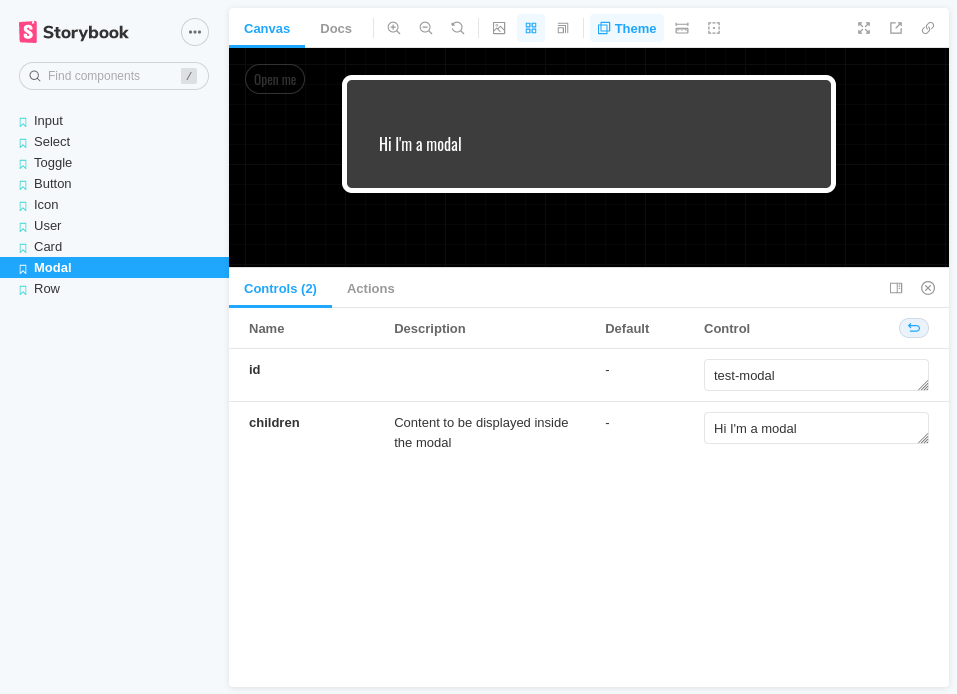 Storybook
Find components /
Input
Select
Toggle
Button
Icon
User
Card
Modal
Row
Canvas Docs Theme
Open me
Hi I'm a modal
Controls (2) Actions
Name Description Default Control
id - test-modal
children Content to be displayed inside - Hi I'm a modal
the modal